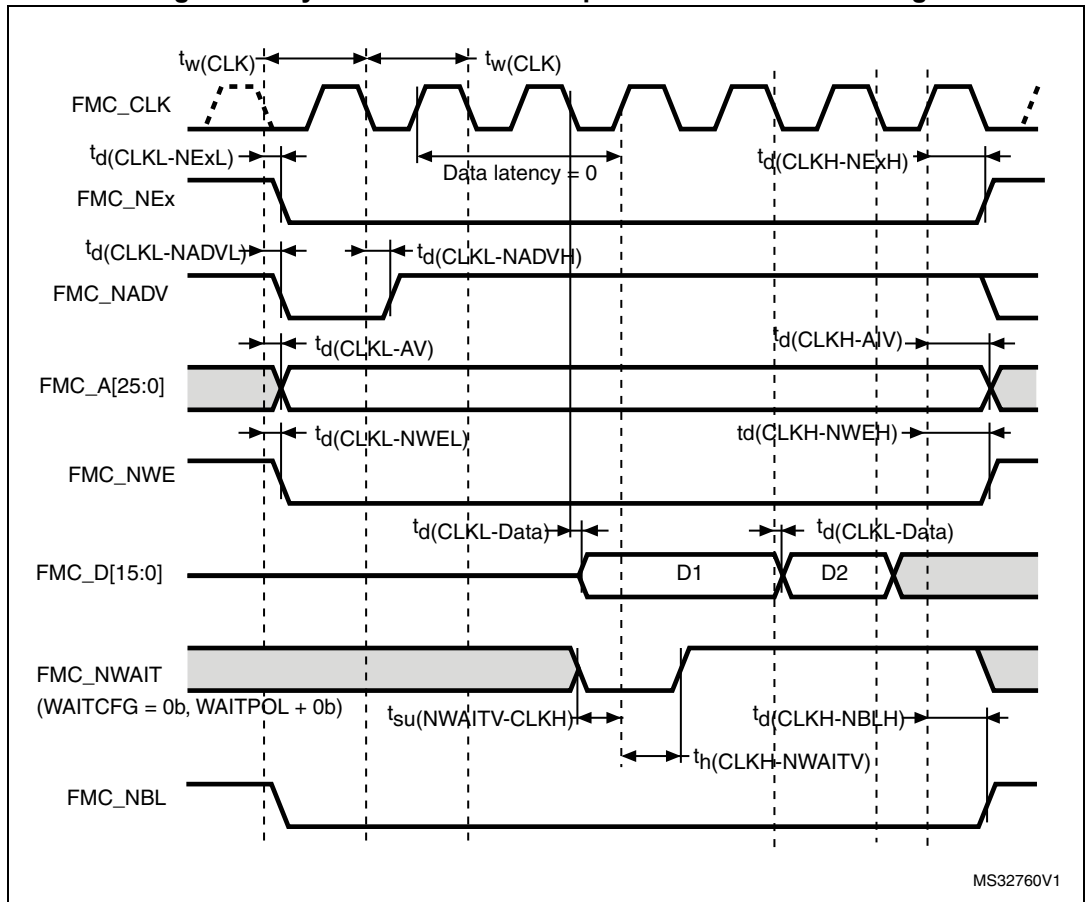 tw(CLK)
tw(CLK)
FMC_CLK
td(CLKL-NExL)
Data latency = 0
td(CLKH-NExH)
FMC_NEx
td(CLKL-NADVL)
td(CLKL-NADVH)
FMC_NADV
td(CLKL-AV)
td(CLKH-AIV)
FMC_A[25:0]
td(CLKL-NWEL)
td(CLKH-NWEH)
FMC_NWE
td(CLKL-Data)
td(CLKL-Data)
FMC_D[15:0]
D1
D2
FMC_NWAIT
(WAITCFG = 0b, WAITPOL + 0b)
tsu(NWAITV-CLKH)
td(CLKH-NBLH)
th(CLKH-NWAITV)
FMC_NBL
MS32760V1